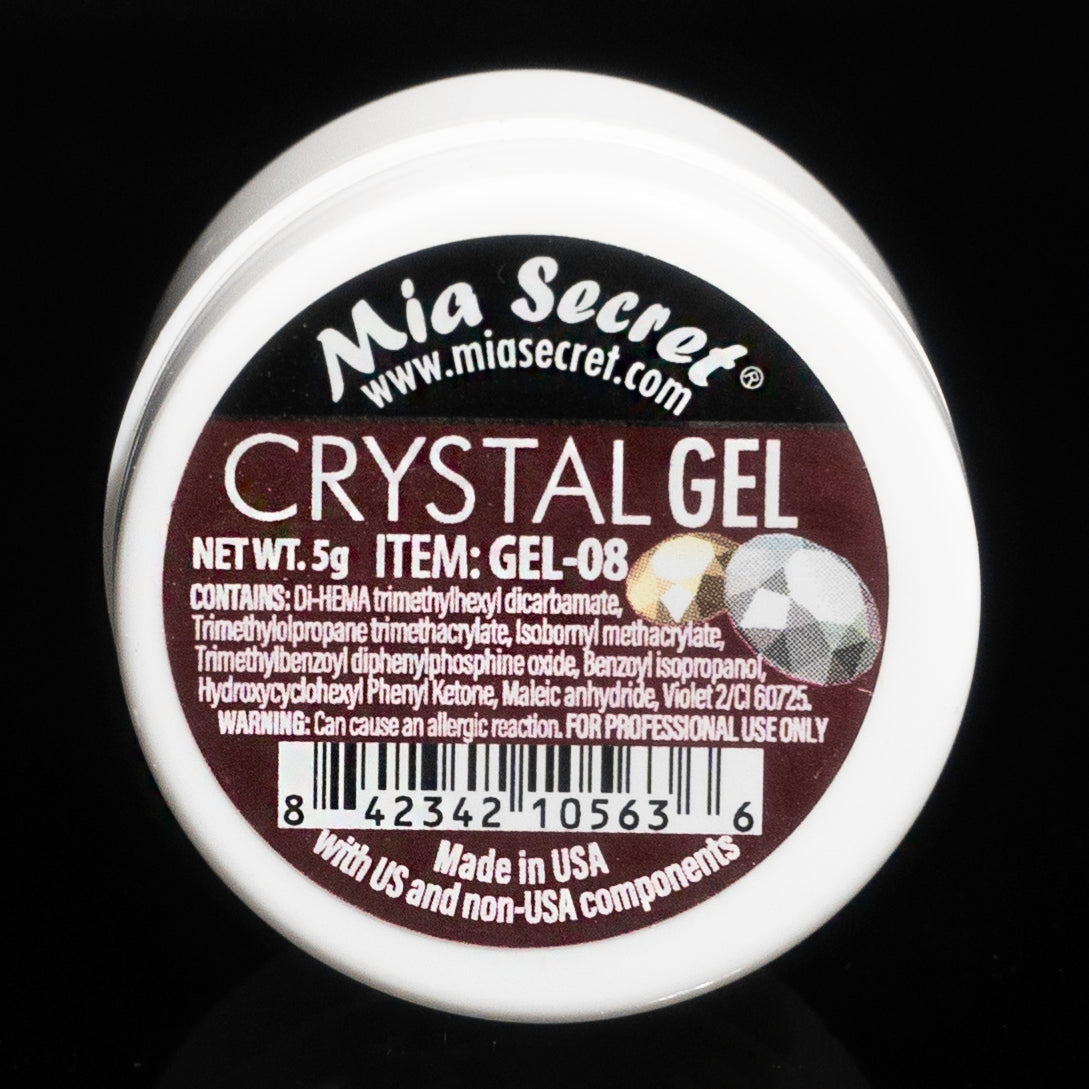 Mia Secret®
www.miasecret.com
CRYSTAL GEL
NET WT. 5g ITEM: GEL-08
CONTAINS: Di-HEMA trimethylhexyl dicarbamate,
Trimethylolpropane trimethacrylate, Isobornyl methacrylate,
Trimethylbenzoyl diphenylphosphine oxide, Benzoyl isopropanol,
Hydroxycyclohexyl Phenyl Ketone, Maleic anhydride, Violet 2/CI 60725.
WARNING: Can cause an allergic reaction. FOR PROFESSIONAL USE ONLY
8 42342 10563 6
Made in USA
with US and non-USA components